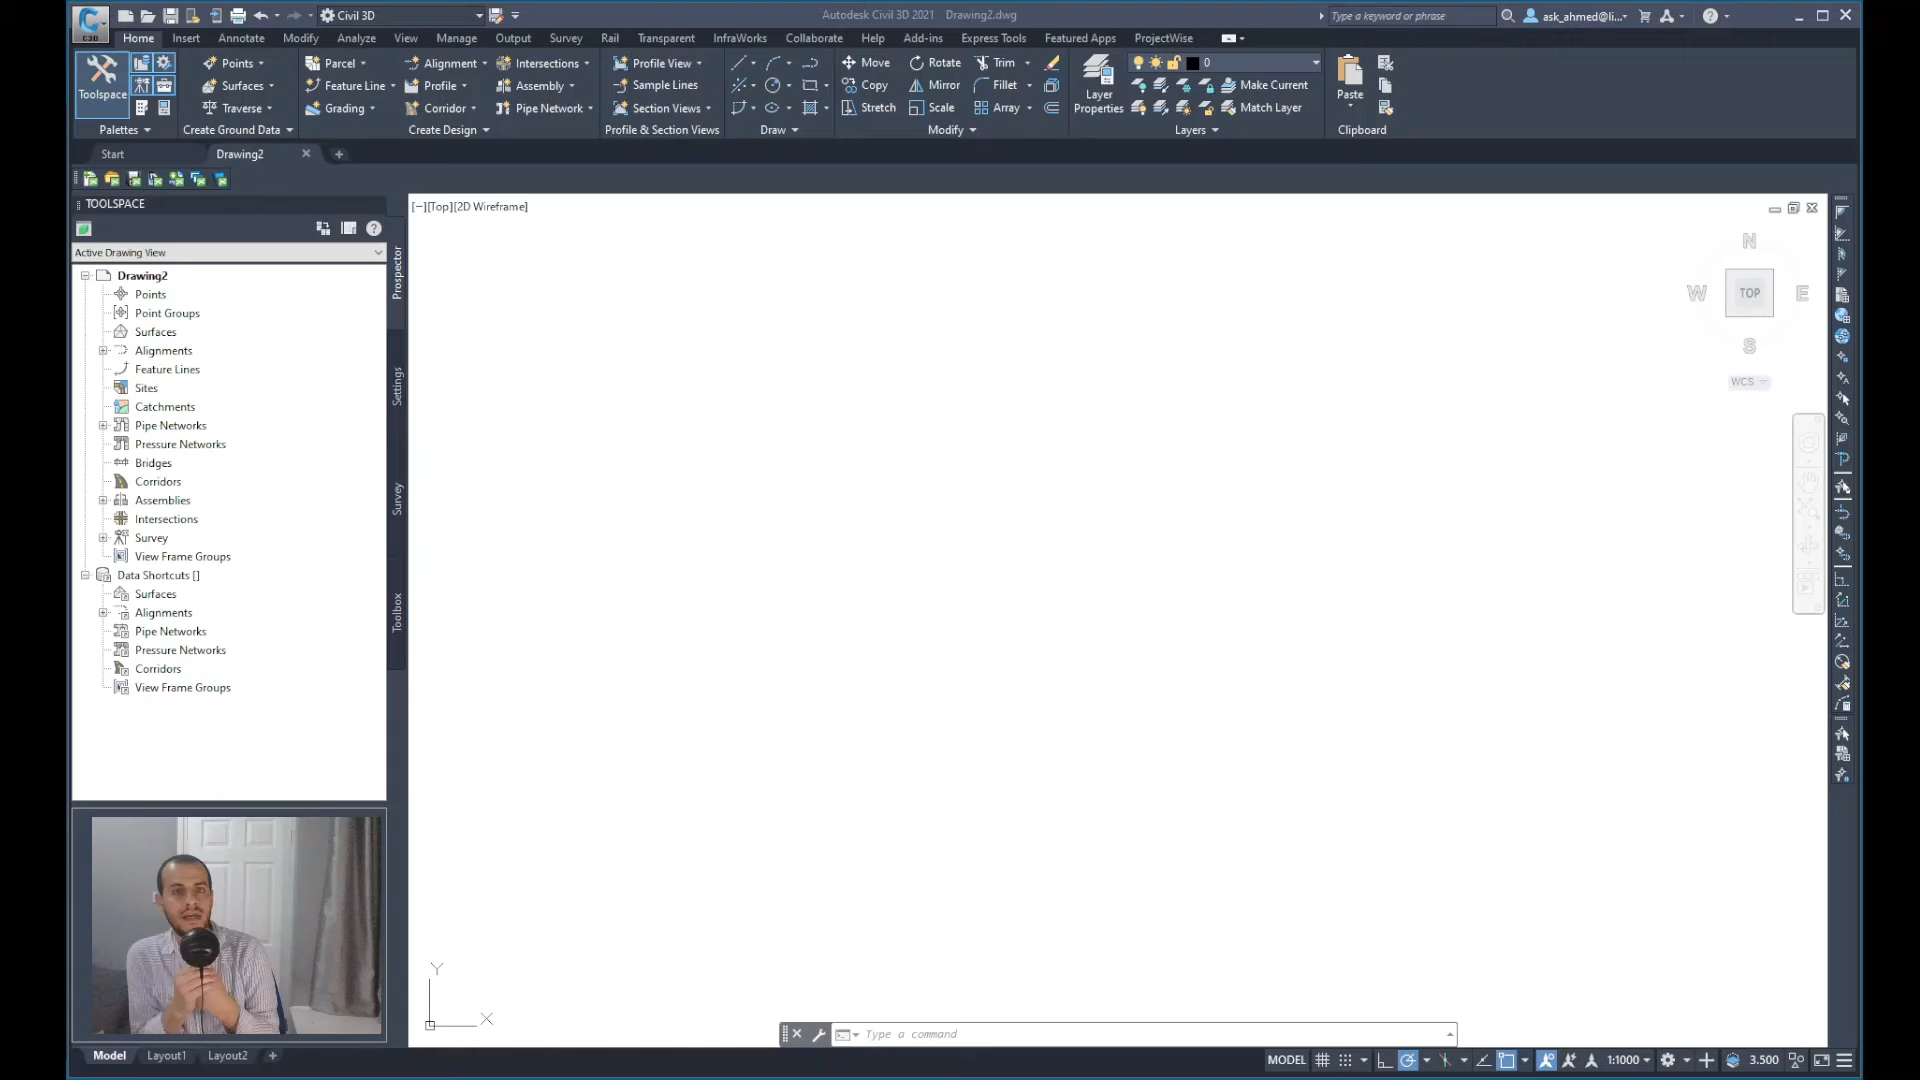 Civil 3D
Autodesk Civil 3D 2021 Drawing2.dwg
Type a keyword or phrase
ask_ahmed@li...
C3D
Home Insert Annotate Modify Analyze View Manage Output Survey Rail Transparent InfraWorks Collaborate Help Add-ins Express Tools Featured Apps ProjectWise
Points Parcel Alignment Intersections Profile View Move Rotate Trim 0
Toolspace Surfaces Feature Line Profile Assembly Sample Lines Copy Mirror Fillet Layer Properties Make Current Paste
Traverse Grading Corridor Pipe Network Section Views Stretch Scale Array Match Layer
Palettes Create Ground Data Create Design Profile & Section Views Draw Modify Layers Clipboard
Start Drawing2
TOOLSPACE
[−][Top][2D Wireframe]
Active Drawing View
Drawing2
Points
Point Groups
Surfaces
Alignments
Feature Lines
Sites
Catchments
Pipe Networks
Pressure Networks
Bridges
Corridors
Assemblies
Intersections
Survey
View Frame Groups
Data Shortcuts []
Surfaces
Alignments
Pipe Networks
Pressure Networks
Corridors
View Frame Groups
Prospector
Settings
Survey
Toolbox
N
W TOP E
S
WCS
Y
X
Type a command
Model Layout1 Layout2
MODEL 1:1000 3.500